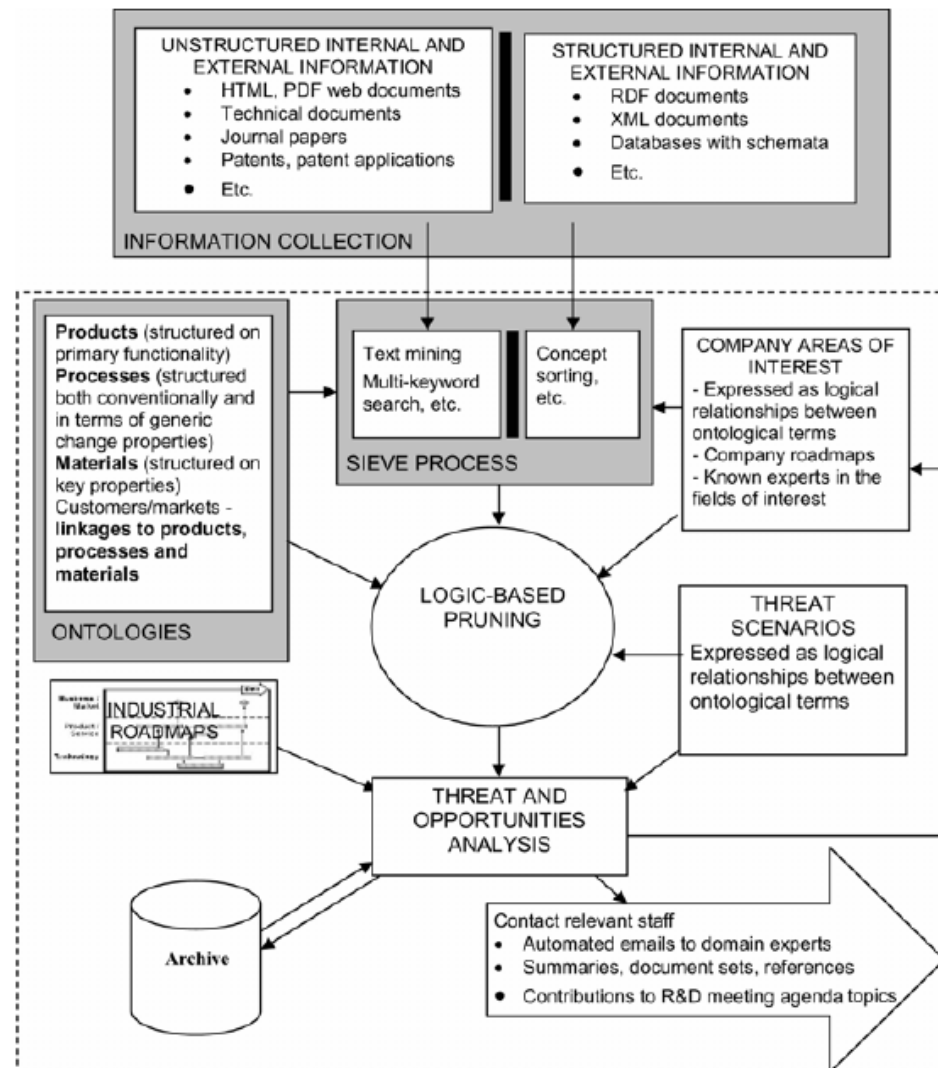 UNSTRUCTURED INTERNAL AND
EXTERNAL INFORMATION
• HTML, PDF web documents
• Technical documents
• Journal papers
• Patents, patent applications
• Etc.
STRUCTURED INTERNAL AND
EXTERNAL INFORMATION
• RDF documents
• XML documents
• Databases with schemata
• Etc.
INFORMATION COLLECTION
Products (structured on
primary functionality)
Processes (structured
both conventionally and
in terms of generic
change properties)
Materials (structured on
key properties)
Customers/markets -
linkages to products,
processes and
materials
ONTOLOGIES
Text mining
Multi-keyword
search, etc.
Concept
sorting,
etc.
SIEVE PROCESS
COMPANY AREAS OF
INTEREST
- Expressed as logical
relationships between
ontological terms
- Company roadmaps
- Known experts in the
fields of interest
LOGIC-BASED
PRUNING
THREAT
SCENARIOS
Expressed as logical
relationships between
ontological terms
INDUSTRIAL
ROADMAPS
Market
Technology
THREAT AND
OPPORTUNITIES
ANALYSIS
Archive
Contact relevant staff
• Automated emails to domain experts
• Summaries, document sets, references
• Contributions to R&D meeting agenda topics